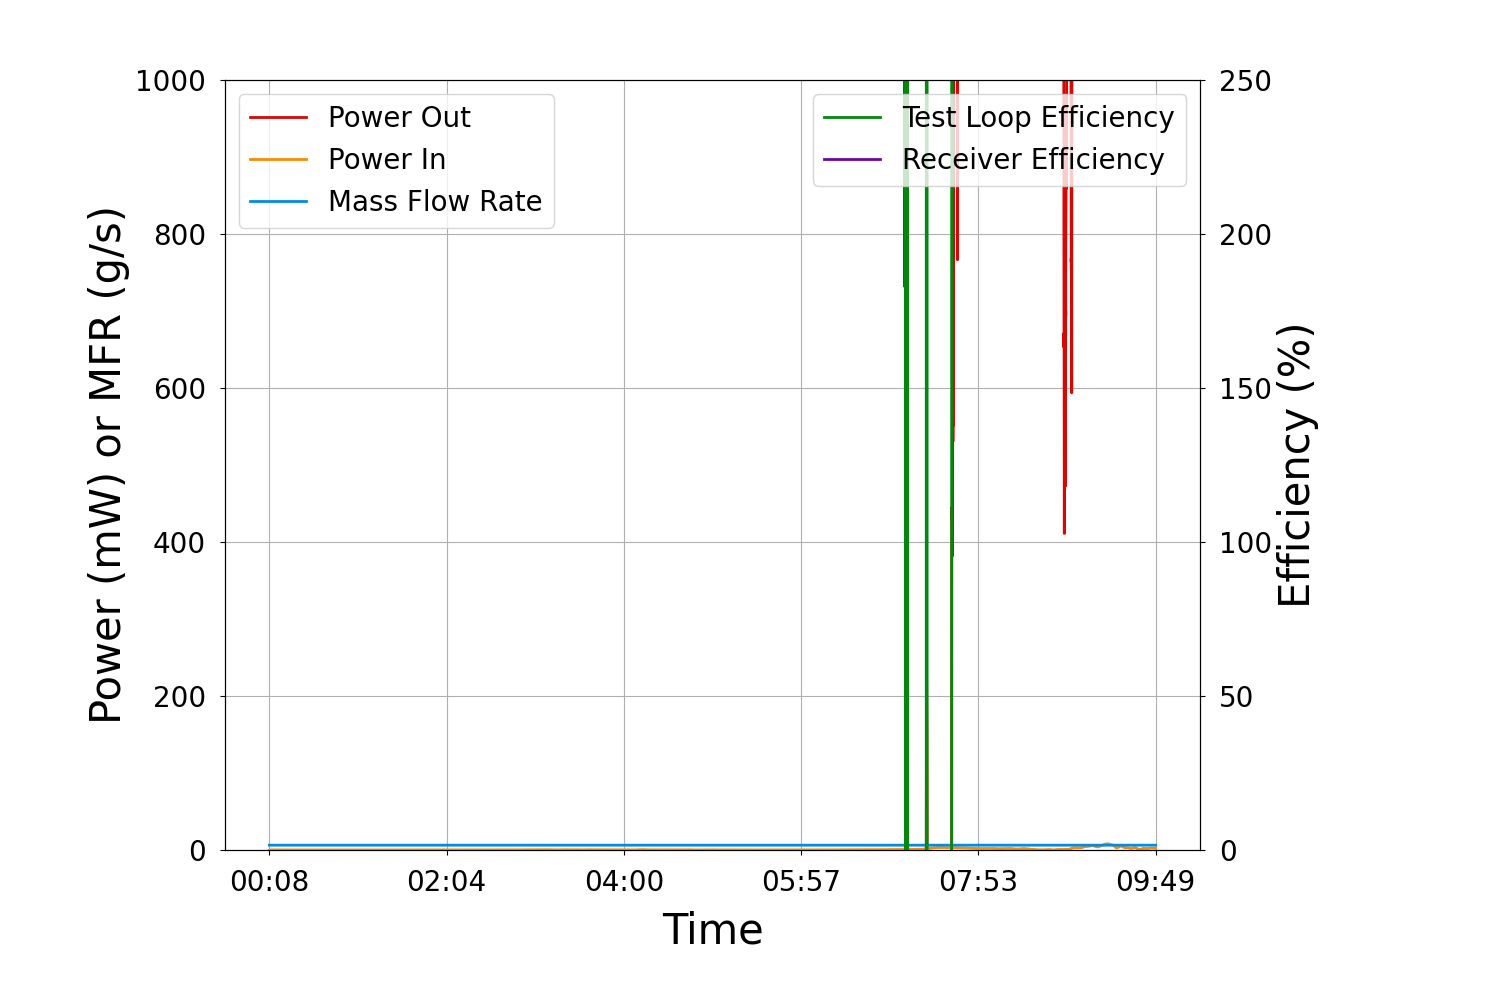 1000
800
600
400
200
0
Power (mW) or MFR (g/s)
Power Out
Power In
Mass Flow Rate
Test Loop Efficiency
Receiver Efficiency
250
200
150
100
50
0
Efficiency (%)
00:08 02:04 04:00 05:57 07:53 09:49
Time